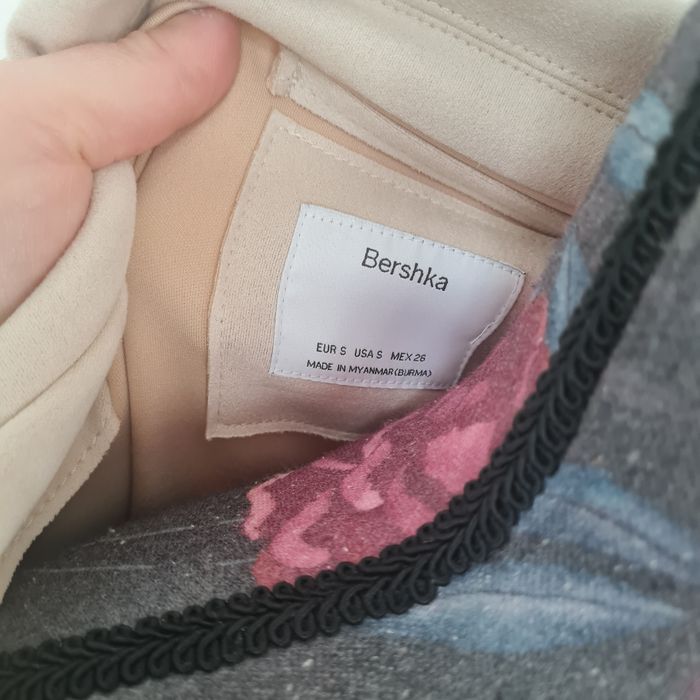 Bershka
EUR S USA S MEX 26
MADE IN MYANMAR (BURMA)